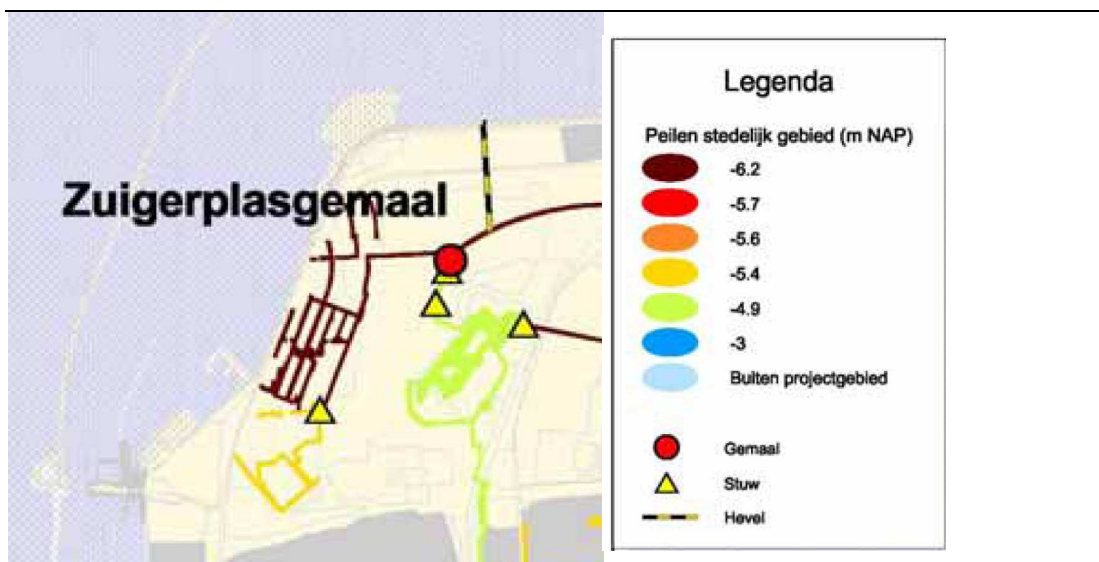 Zuigerplasgemaal
Legenda
Peilen stedelijk gebied (m NAP)
-6.2
-5.7
-5.6
-5.4
-4.9
-3
Buiten projectgebied
Gemaal
Stuw
Hevel